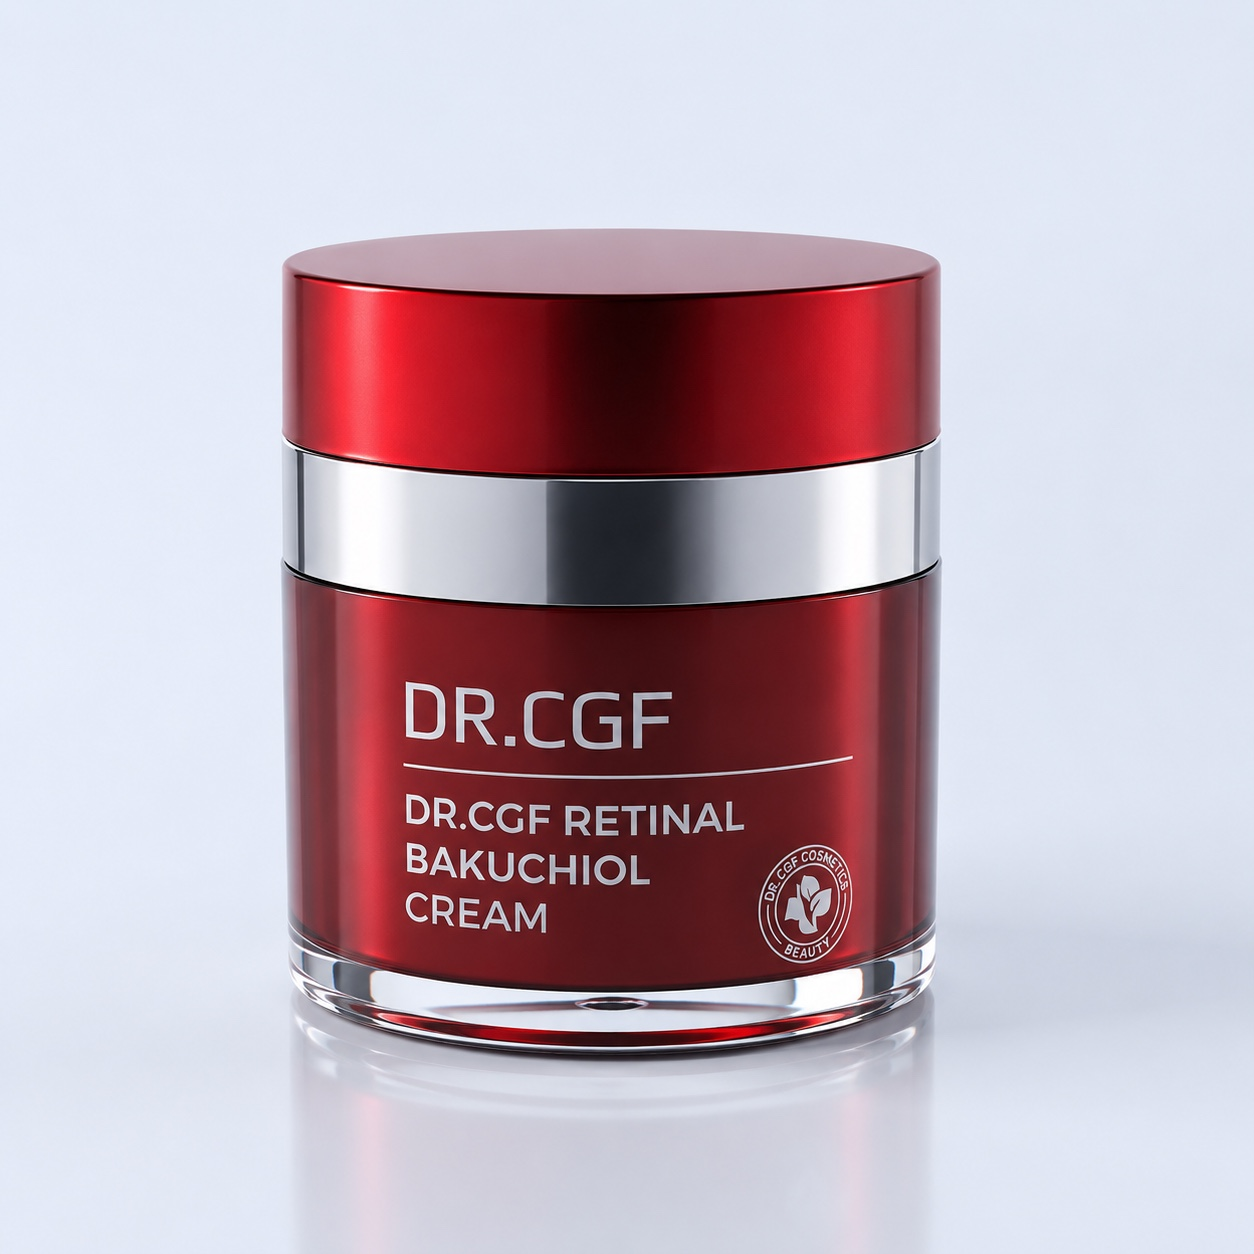 DR.CGF
DR.CGF RETINAL
BAKUCHIOL
CREAM
DR.CGF COSMETICS
BEAUTY